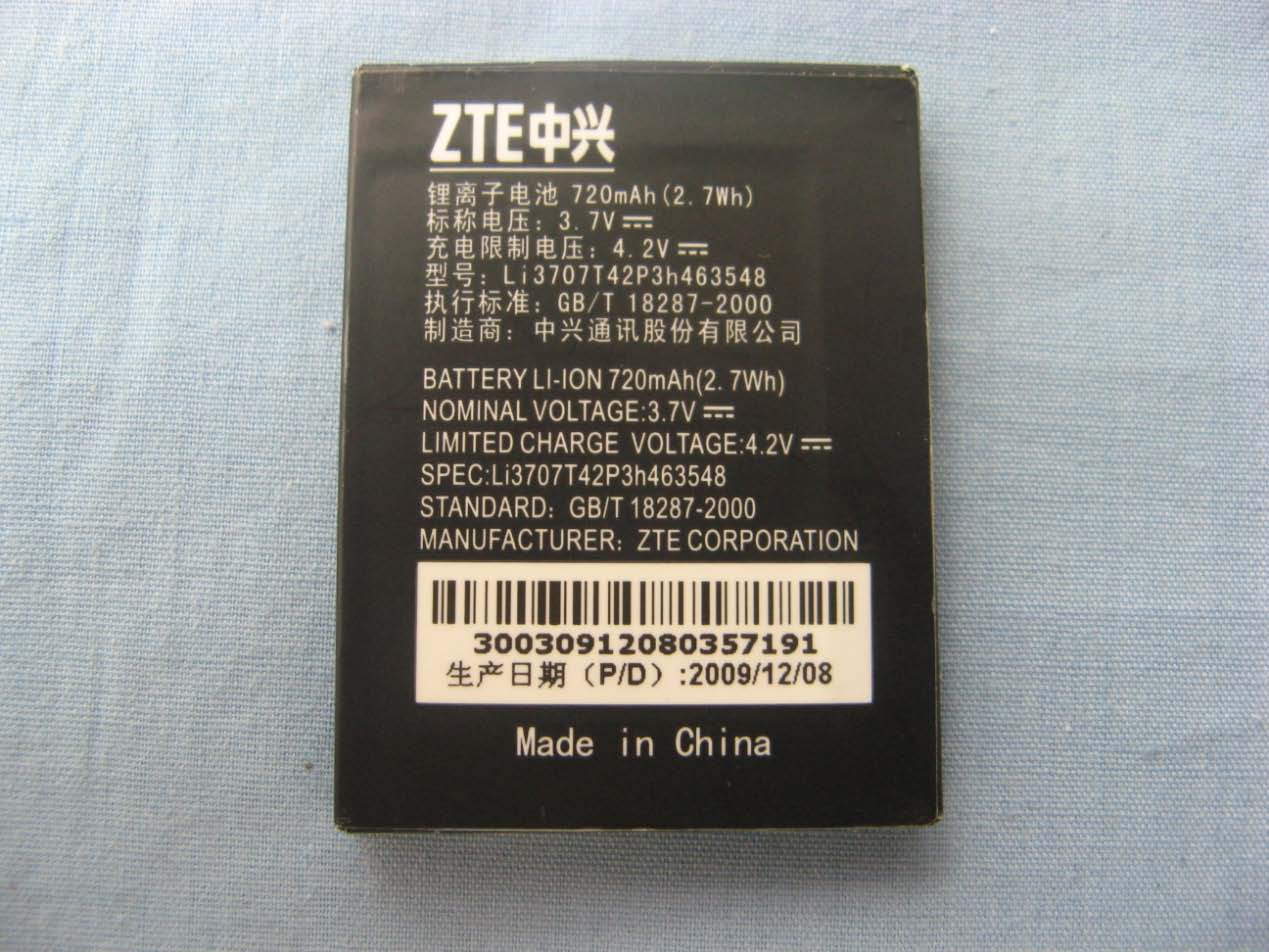 ZTE中兴
锂离子电池 720mAh(2.7Wh)
标称电压: 3.7V
充电限制电压: 4.2V
型号: Li3707T42P3h463548
执行标准: GB/T 18287-2000
制造商: 中兴通讯股份有限公司
BATTERY LI-ION 720mAh(2.7Wh)
NOMINAL VOLTAGE:3.7V
LIMITED CHARGE VOLTAGE:4.2V
SPEC:Li3707T42P3h463548
STANDARD: GB/T 18287-2000
MANUFACTURER: ZTE CORPORATION
30030912080357191
生产日期（P/D）:2009/12/08
Made in China